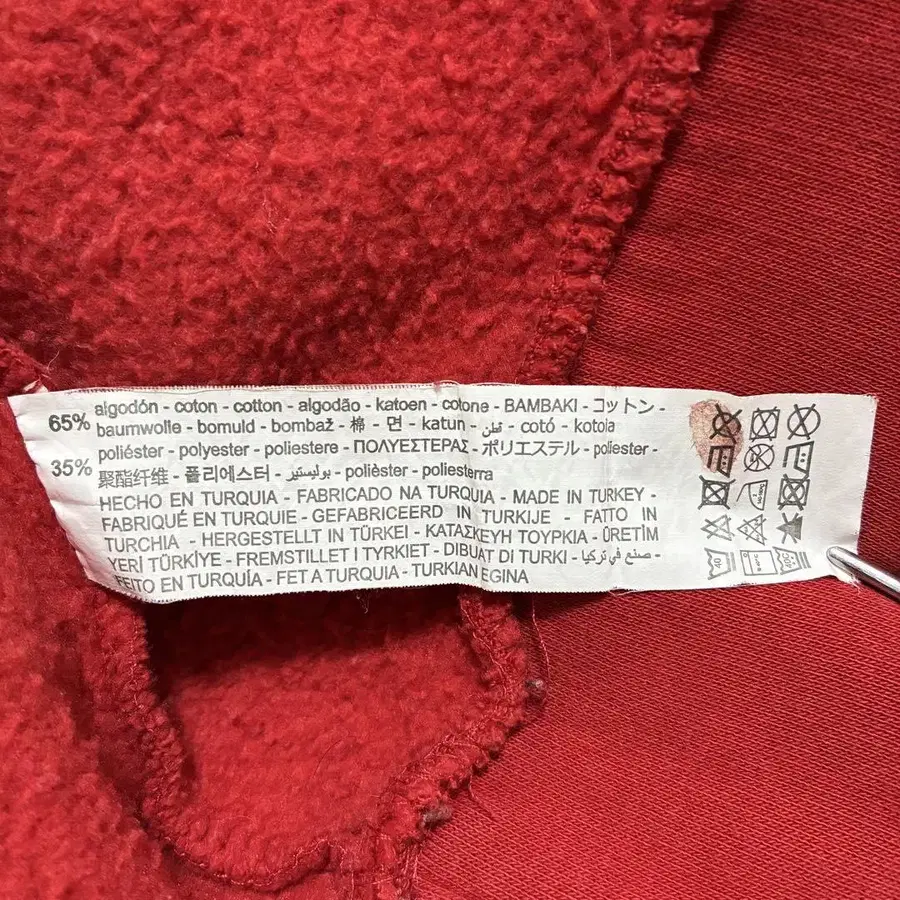 65% algodón - coton - cotton - algodão - katoen - cotone - BAMBAKI - コットン -
baumwolle - bomuld - bombaž - 棉 - 면 - katun - قطن - cotó - kotoia
35% poliéster - polyester - poliestere - ΠΟΛΥΕΣΤΕΡΑΣ - ポリエステル - poliester -
聚酯纤维 - 폴리에스터 - بوليستير - polièster - poliesterra
HECHO EN TURQUIA - FABRICADO NA TURQUIA - MADE IN TURKEY -
FABRIQUÉ EN TURQUIE - GEFABRICEERD IN TURKIJE - FATTO IN
TURCHIA - HERGESTELLT IN TÜRKEI - ΚΑΤΑΣΚΕΥΗ ΤΟΥΡΚΙΑ - ÜRETİM
YERİ TÜRKİYE - FREMSTILLET I TYRKIET - DIBUAT DI TURKI - صنع في تركيا -
FEITO EN TURQUÍA - FET A TURQUIA - TURKIAN EGINA